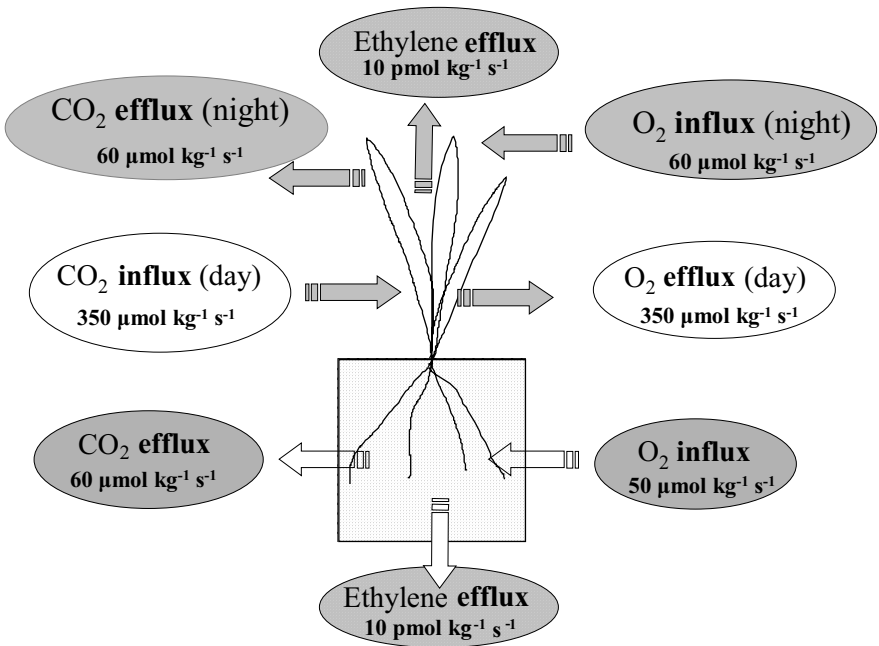 Ethylene efflux
10 pmol kg⁻¹ s⁻¹
CO₂ efflux (night)
60 µmol kg⁻¹ s⁻¹
O₂ influx (night)
60 µmol kg⁻¹ s⁻¹
CO₂ influx (day)
350 µmol kg⁻¹ s⁻¹
O₂ efflux (day)
350 µmol kg⁻¹ s⁻¹
CO₂ efflux
60 µmol kg⁻¹ s⁻¹
O₂ influx
50 µmol kg⁻¹ s⁻¹
Ethylene efflux
10 pmol kg⁻¹ s⁻¹